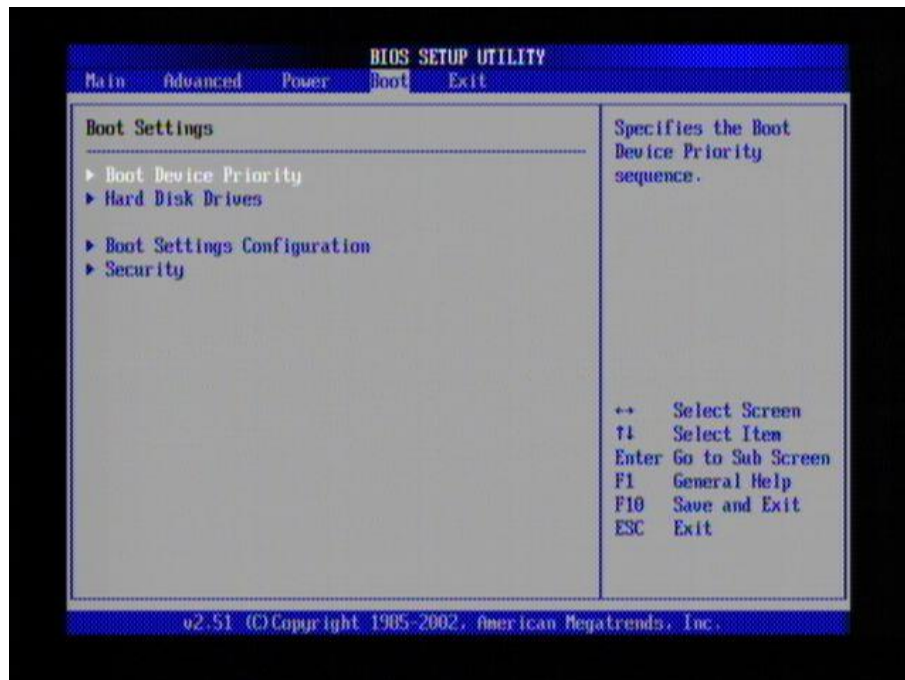 BIOS SETUP UTILITY
Main Advanced Power Boot Exit
Boot Settings
▶ Boot Device Priority
▶ Hard Disk Drives
▶ Boot Settings Configuration
▶ Security
Specifies the Boot
Device Priority
sequence.
↔ Select Screen
↑↓ Select Item
Enter Go to Sub Screen
F1 General Help
F10 Save and Exit
ESC Exit
v2.51 (C)Copyright 1985-2002, American Megatrends, Inc.